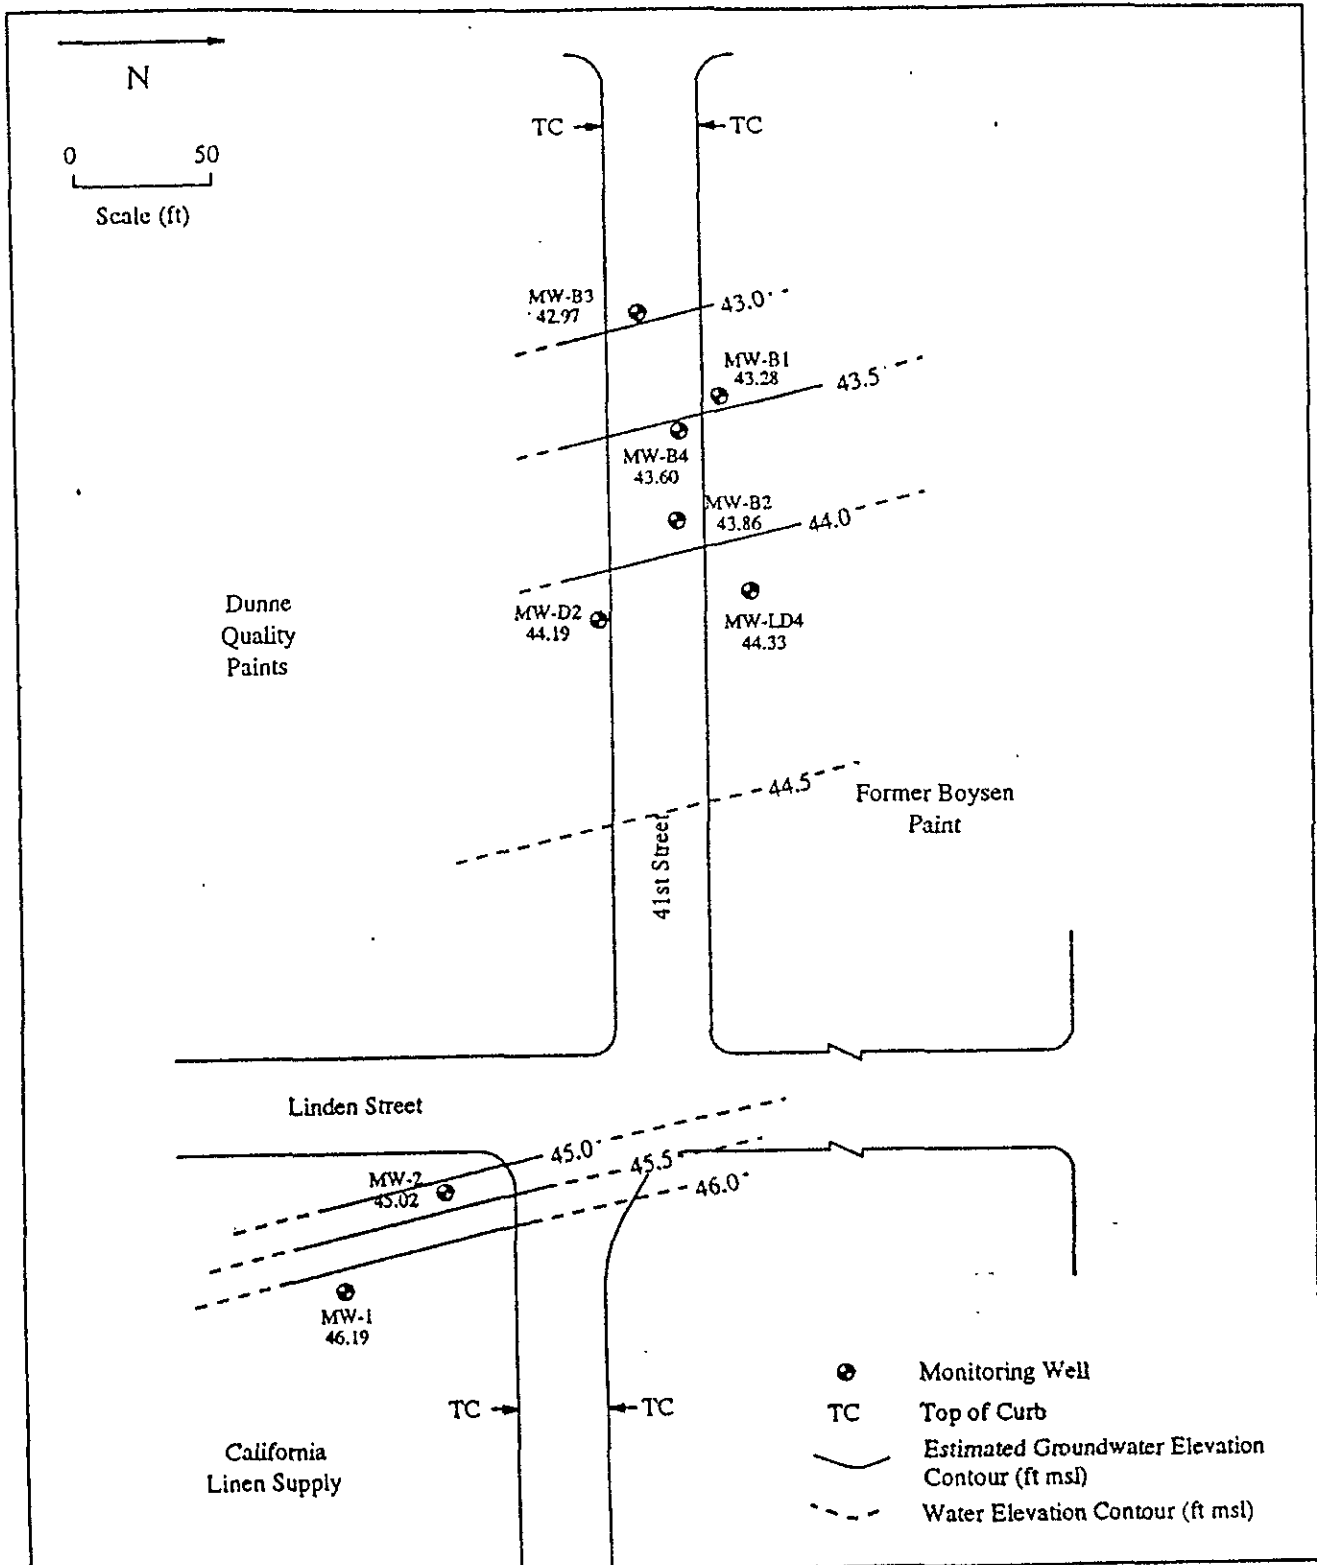 N
0 50
Scale (ft)
TC TC
MW-B3
42.97
43.0
MW-B1
43.28
43.5
MW-B4
43.60
MW-B2
43.86
44.0
Dunne
Quality
Paints
MW-D2
44.19
MW-LD4
44.33
44.5
Former Boysen
Paint
41st Street
Linden Street
45.0
MW-2
45.02
45.5
46.0
MW-1
46.19
TC TC
California
Linen Supply
Monitoring Well
TC Top of Curb
Estimated Groundwater Elevation
Contour (ft msl)
Water Elevation Contour (ft msl)